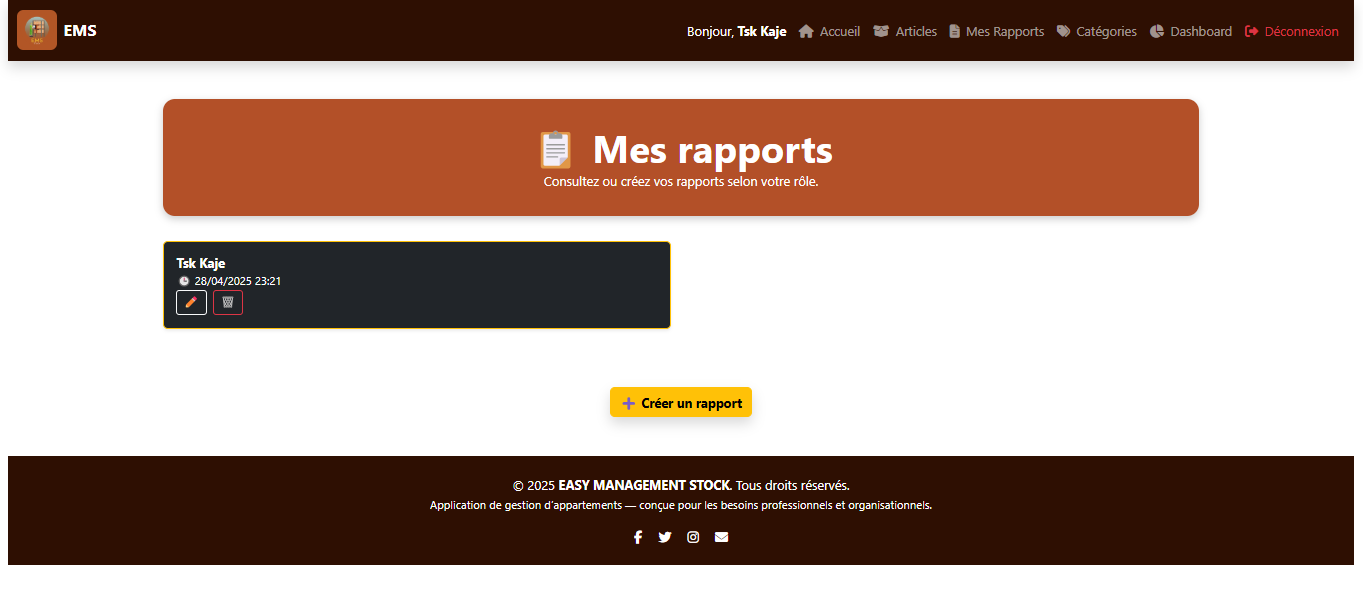 EMS
EMS
Bonjour, Tsk Kaje Accueil Articles Mes Rapports Catégories Dashboard Déconnexion
Mes rapports
Consultez ou créez vos rapports selon votre rôle.
Tsk Kaje
28/04/2025 23:21
Créer un rapport
© 2025 EASY MANAGEMENT STOCK. Tous droits réservés.
Application de gestion d'appartements — conçue pour les besoins professionnels et organisationnels.